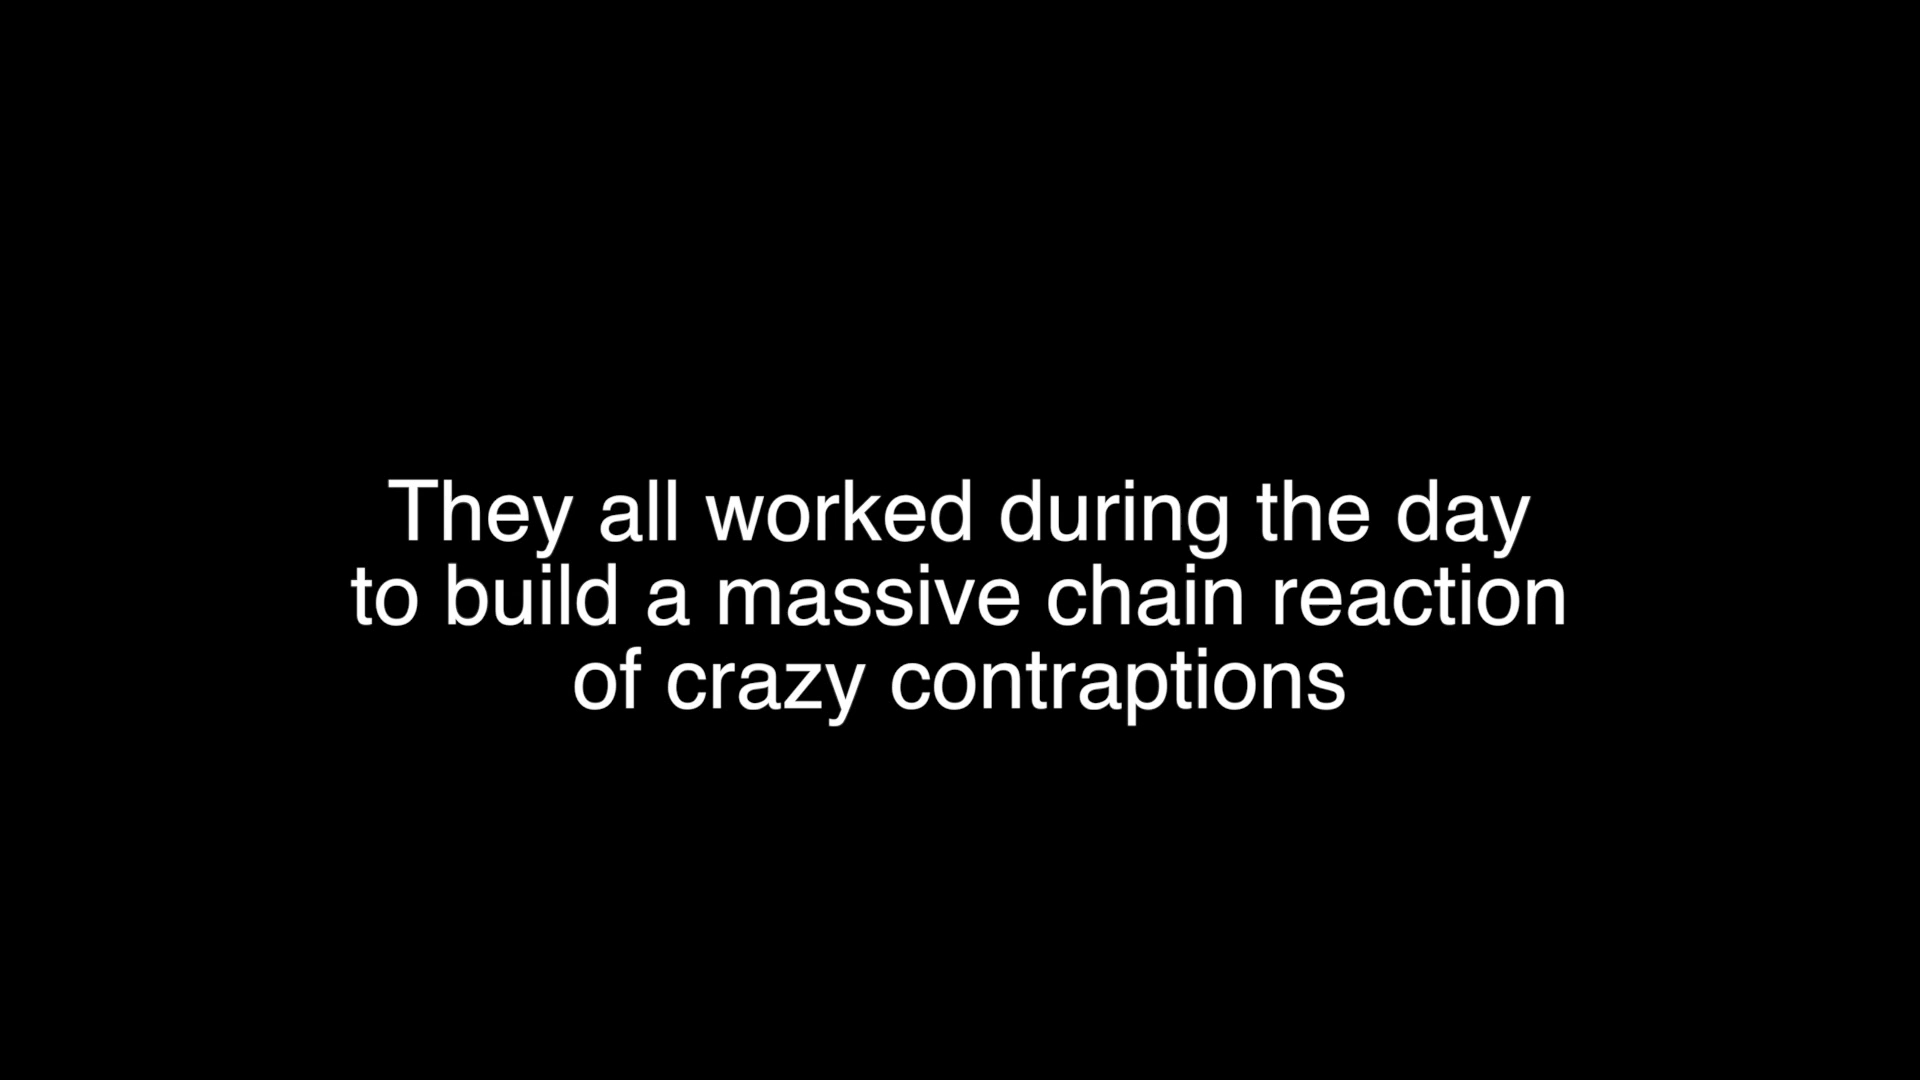 They all worked during the day
to build a massive chain reaction
of crazy contraptions